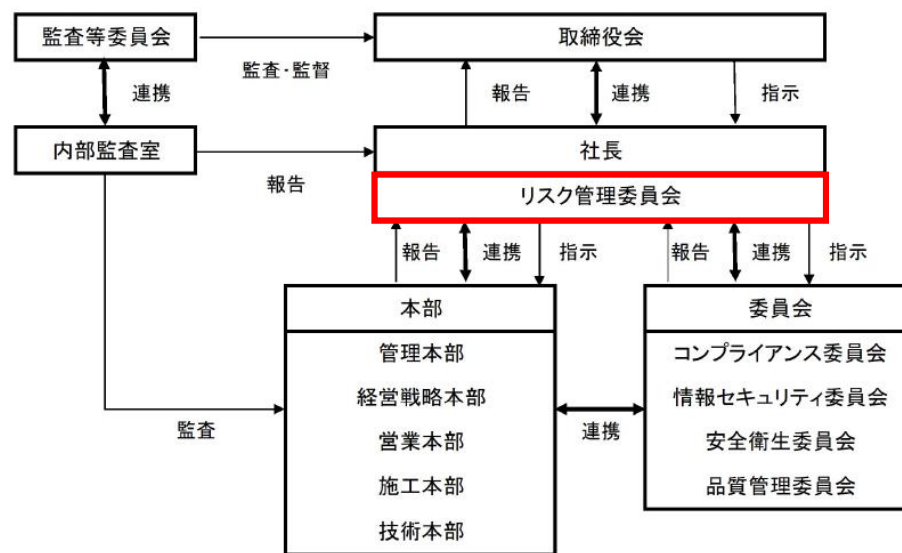 監査等委員会
取締役会
監査・監督
連携
報告
連携
指示
内部監査室
社長
報告
リスク管理委員会
報告
連携
指示
報告
連携
指示
本部
管理本部
経営戦略本部
営業本部
施工本部
技術本部
監査
連携
委員会
コンプライアンス委員会
情報セキュリティ委員会
安全衛生委員会
品質管理委員会